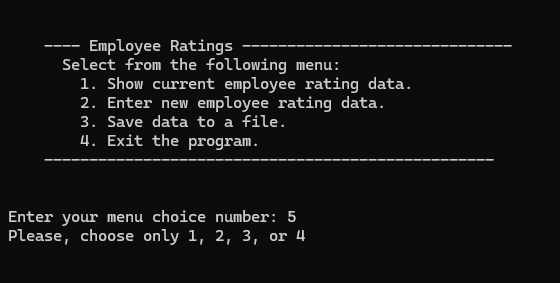 ---- Employee Ratings ------------------------------
Select from the following menu:
1. Show current employee rating data.
2. Enter new employee rating data.
3. Save data to a file.
4. Exit the program.
--------------------------------------------------
Enter your menu choice number: 5
Please, choose only 1, 2, 3, or 4